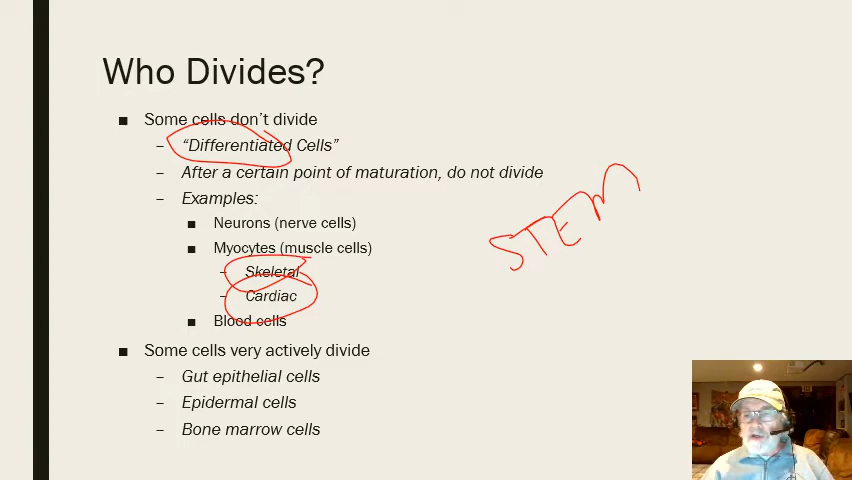 Who Divides?
■ Some cells don't divide
– "Differentiated Cells"
– After a certain point of maturation, do not divide
– Examples:
■ Neurons (nerve cells)
■ Myocytes (muscle cells)
– Skeletal
– Cardiac
■ Blood cells
■ Some cells very actively divide
– Gut epithelial cells
– Epidermal cells
– Bone marrow cells
STEM